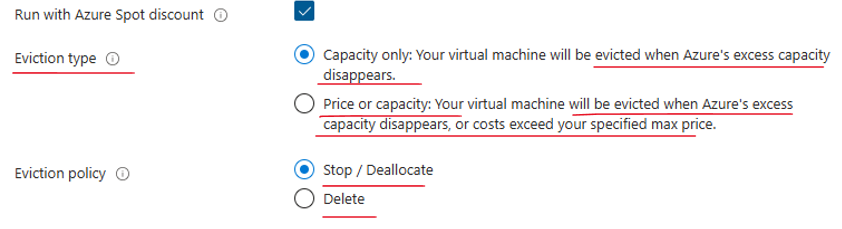 Run with Azure Spot discount
Eviction type
Capacity only: Your virtual machine will be evicted when Azure's excess capacity
disappears.
Price or capacity: Your virtual machine will be evicted when Azure's excess
capacity disappears, or costs exceed your specified max price.
Eviction policy
Stop / Deallocate
Delete